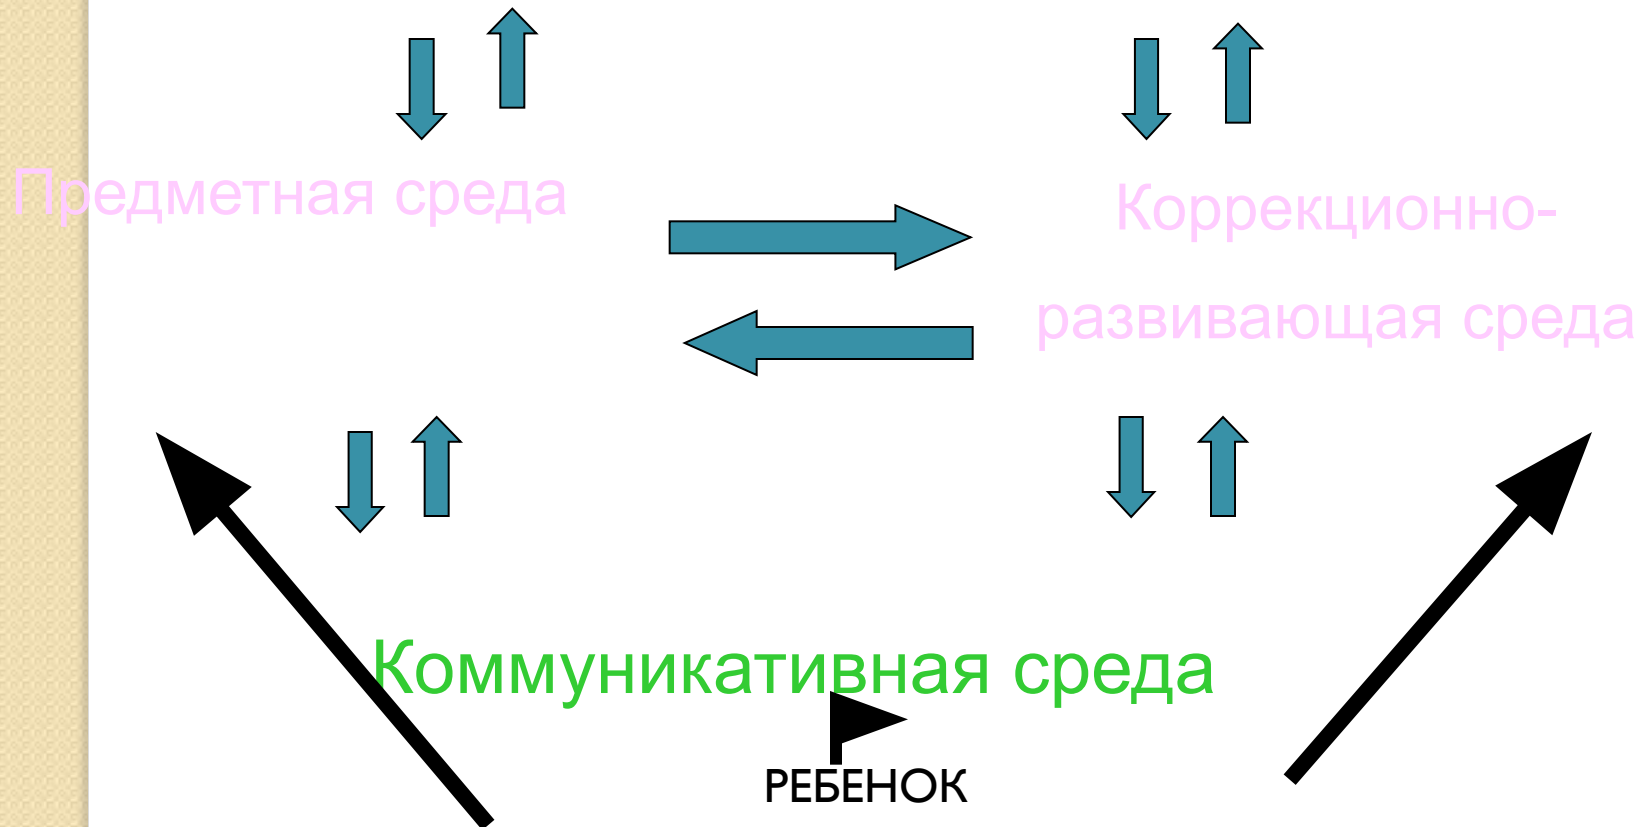 Предметная среда
Коррекционно-
развивающая среда
Коммуникативная среда
РЕБЕНОК